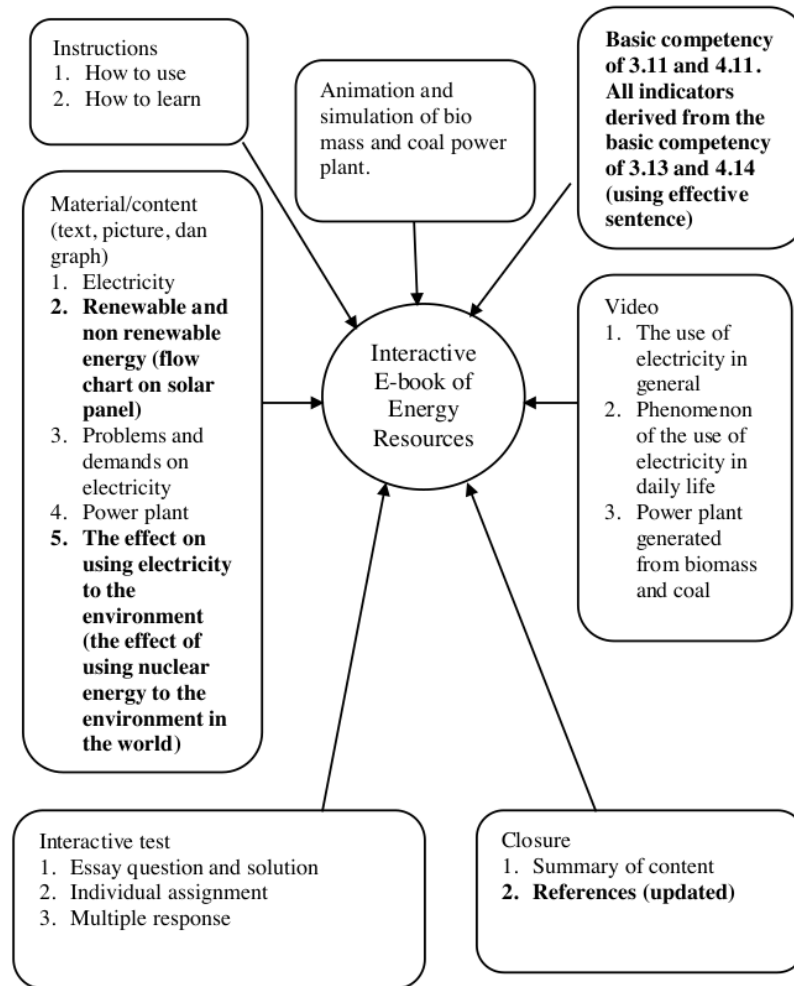 Instructions
1. How to use
2. How to learn
Animation and
simulation of bio
mass and coal power
plant.
Basic competency
of 3.11 and 4.11.
All indicators
derived from the
basic competency
of 3.13 and 4.14
(using effective
sentence)
Material/content
(text, picture, dan
graph)
1. Electricity
2. Renewable and
non renewable
energy (flow
chart on solar
panel)
3. Problems and
demands on
electricity
4. Power plant
5. The effect on
using electricity
to the
environment
(the effect of
using nuclear
energy to the
environment in
the world)
Interactive
E-book of
Energy
Resources
Video
1. The use of
electricity in
general
2. Phenomenon
of the use of
electricity in
daily life
3. Power plant
generated
from biomass
and coal
Interactive test
1. Essay question and solution
2. Individual assignment
3. Multiple response
Closure
1. Summary of content
2. References (updated)